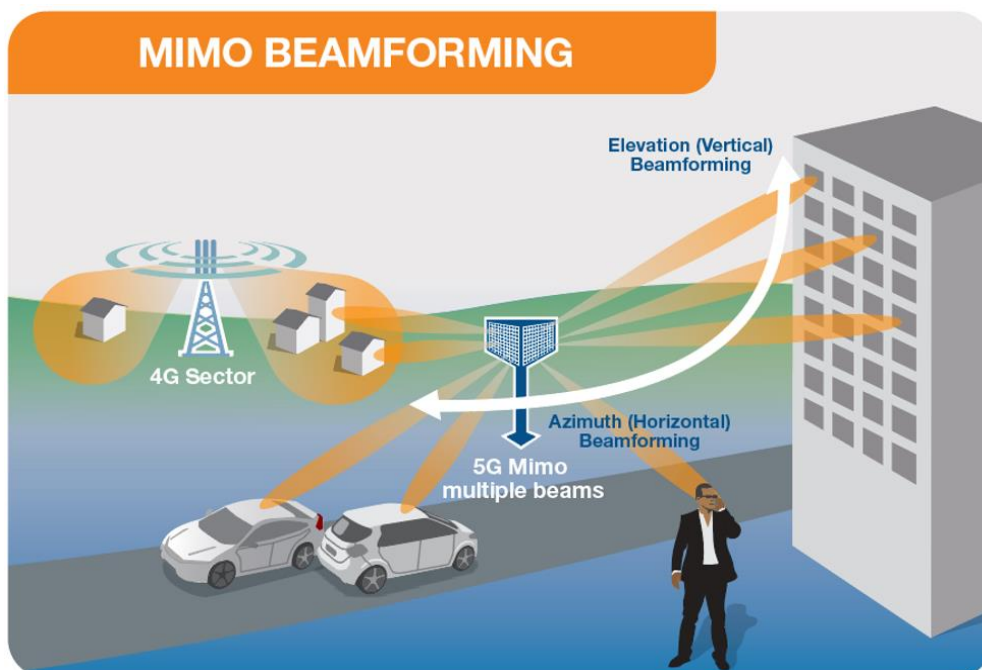 MIMO BEAMFORMING
Elevation (Vertical)
Beamforming
4G Sector
Azimuth (Horizontal)
Beamforming
5G Mimo
multiple beams